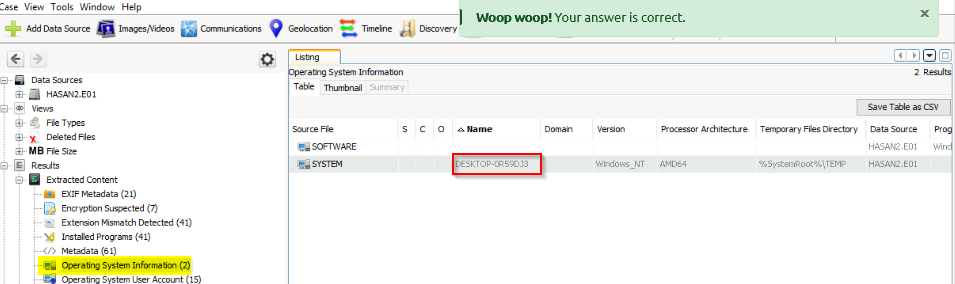 Case View Tools Window Help
Woop woop! Your answer is correct. ×
Add Data Source Images/Videos Communications Geolocation Timeline Discovery
Listing
Operating System Information 2 Results
Table Thumbnail Summary
Save Table as CSV
Source File S C O Name Domain Version Processor Architecture Temporary Files Directory Data Source Prog
SOFTWARE HASAN2.E01 Wind
SYSTEM DESKTOP-0R59DJ3 Windows_NT AMD64 %SystemRoot%\TEMP HASAN2.E01
Data Sources
HASAN2.E01
Views
File Types
Deleted Files
MB File Size
Results
Extracted Content
EXIF Metadata (21)
Encryption Suspected (7)
Extension Mismatch Detected (41)
Installed Programs (41)
Metadata (61)
Operating System Information (2)
Operating System User Account (15)